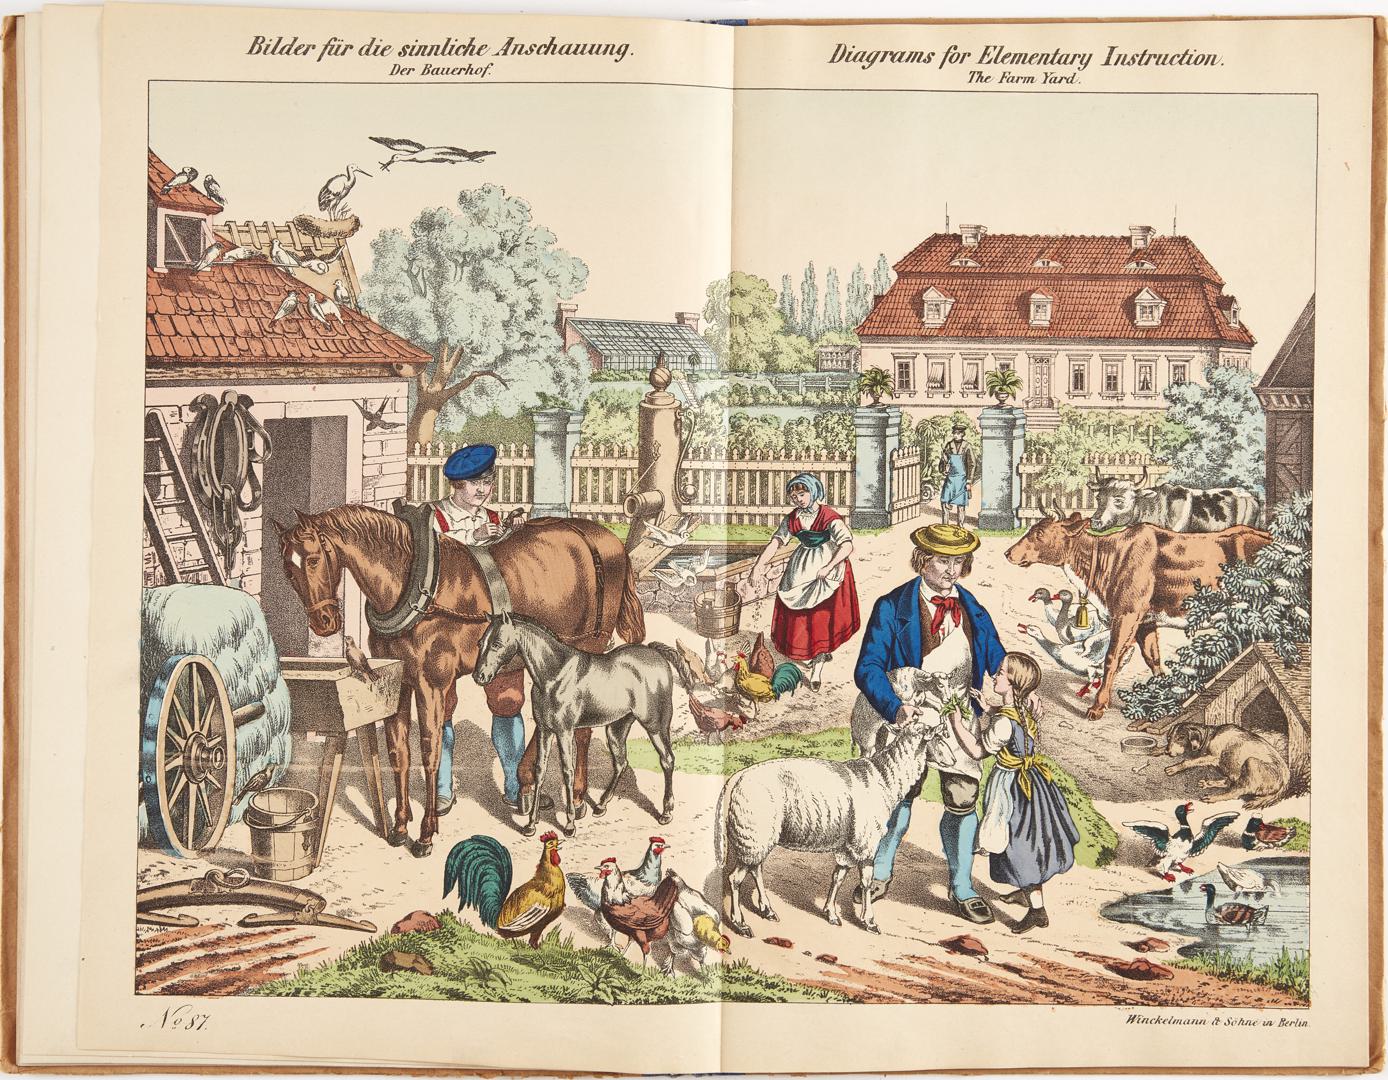 Bilder für die sinnliche Anschauung.
Der Bauerhof.
Diagrams for Elementary Instruction.
The Farm Yard.
No 87.
Winckelmann & Söhne in Berlin.